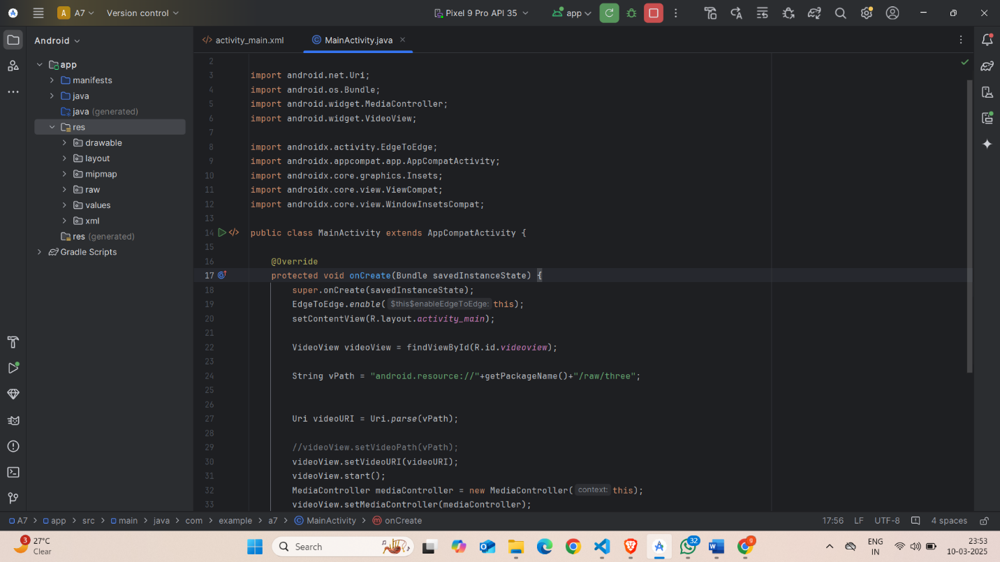 A A7 Version control Pixel 9 Pro API 35 app
Android
app
manifests
java
java (generated)
res
drawable
layout
mipmap
raw
values
xml
res (generated)
Gradle Scripts
activity_main.xml MainActivity.java
2
3 import android.net.Uri;
4 import android.os.Bundle;
5 import android.widget.MediaController;
6 import android.widget.VideoView;
7
8 import androidx.activity.EdgeToEdge;
9 import androidx.appcompat.app.AppCompatActivity;
10 import androidx.core.graphics.Insets;
11 import androidx.core.view.ViewCompat;
12 import androidx.core.view.WindowInsetsCompat;
13
14 public class MainActivity extends AppCompatActivity {
15
16 @Override
17 protected void onCreate(Bundle savedInstanceState) {
18 super.onCreate(savedInstanceState);
19 EdgeToEdge.enable( $this$enableEdgeToEdge: this);
20 setContentView(R.layout.activity_main);
21
22 VideoView videoView = findViewById(R.id.videoview);
23
24 String vPath = "android.resource://"+getPackageName()+"/raw/three";
25
26
27 Uri videoURI = Uri.parse(vPath);
28
29 //videoView.setVideoPath(vPath);
30 videoView.setVideoURI(videoURI);
31 videoView.start();
32 MediaController mediaController = new MediaController( context: this);
33 videoView.setMediaController(mediaController);
A7 > app > src > main > java > com > example > a7 > MainActivity > onCreate 17:56 LF UTF-8 4 spaces
3 27°C
Clear
Search
32
9
ENG
IN
23:53
10-03-2025